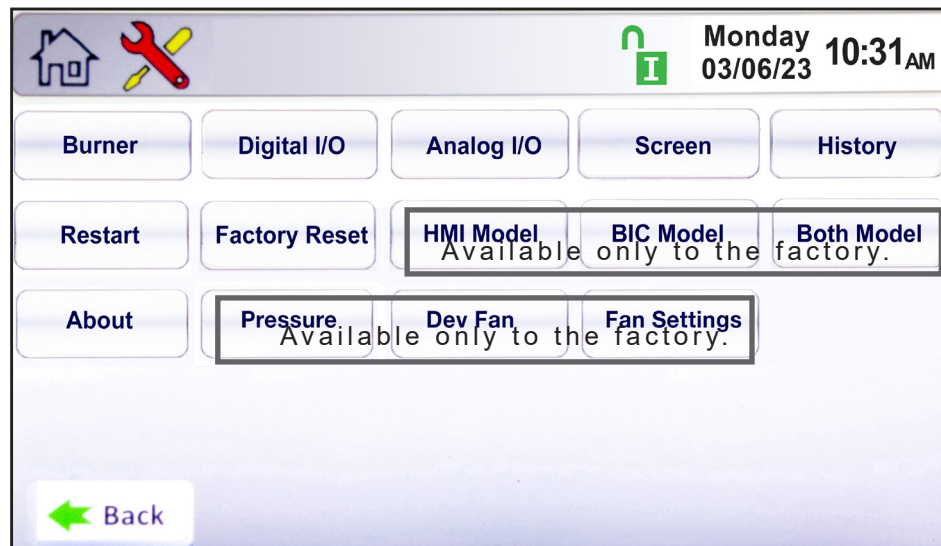 Monday
03/06/23
10:31AM
I
Burner Digital I/O Analog I/O Screen History
Restart Factory Reset HMI Model BIC Model Both Model
Available only to the factory.
About Pressure Dev Fan Fan Settings
Available only to the factory.
Back